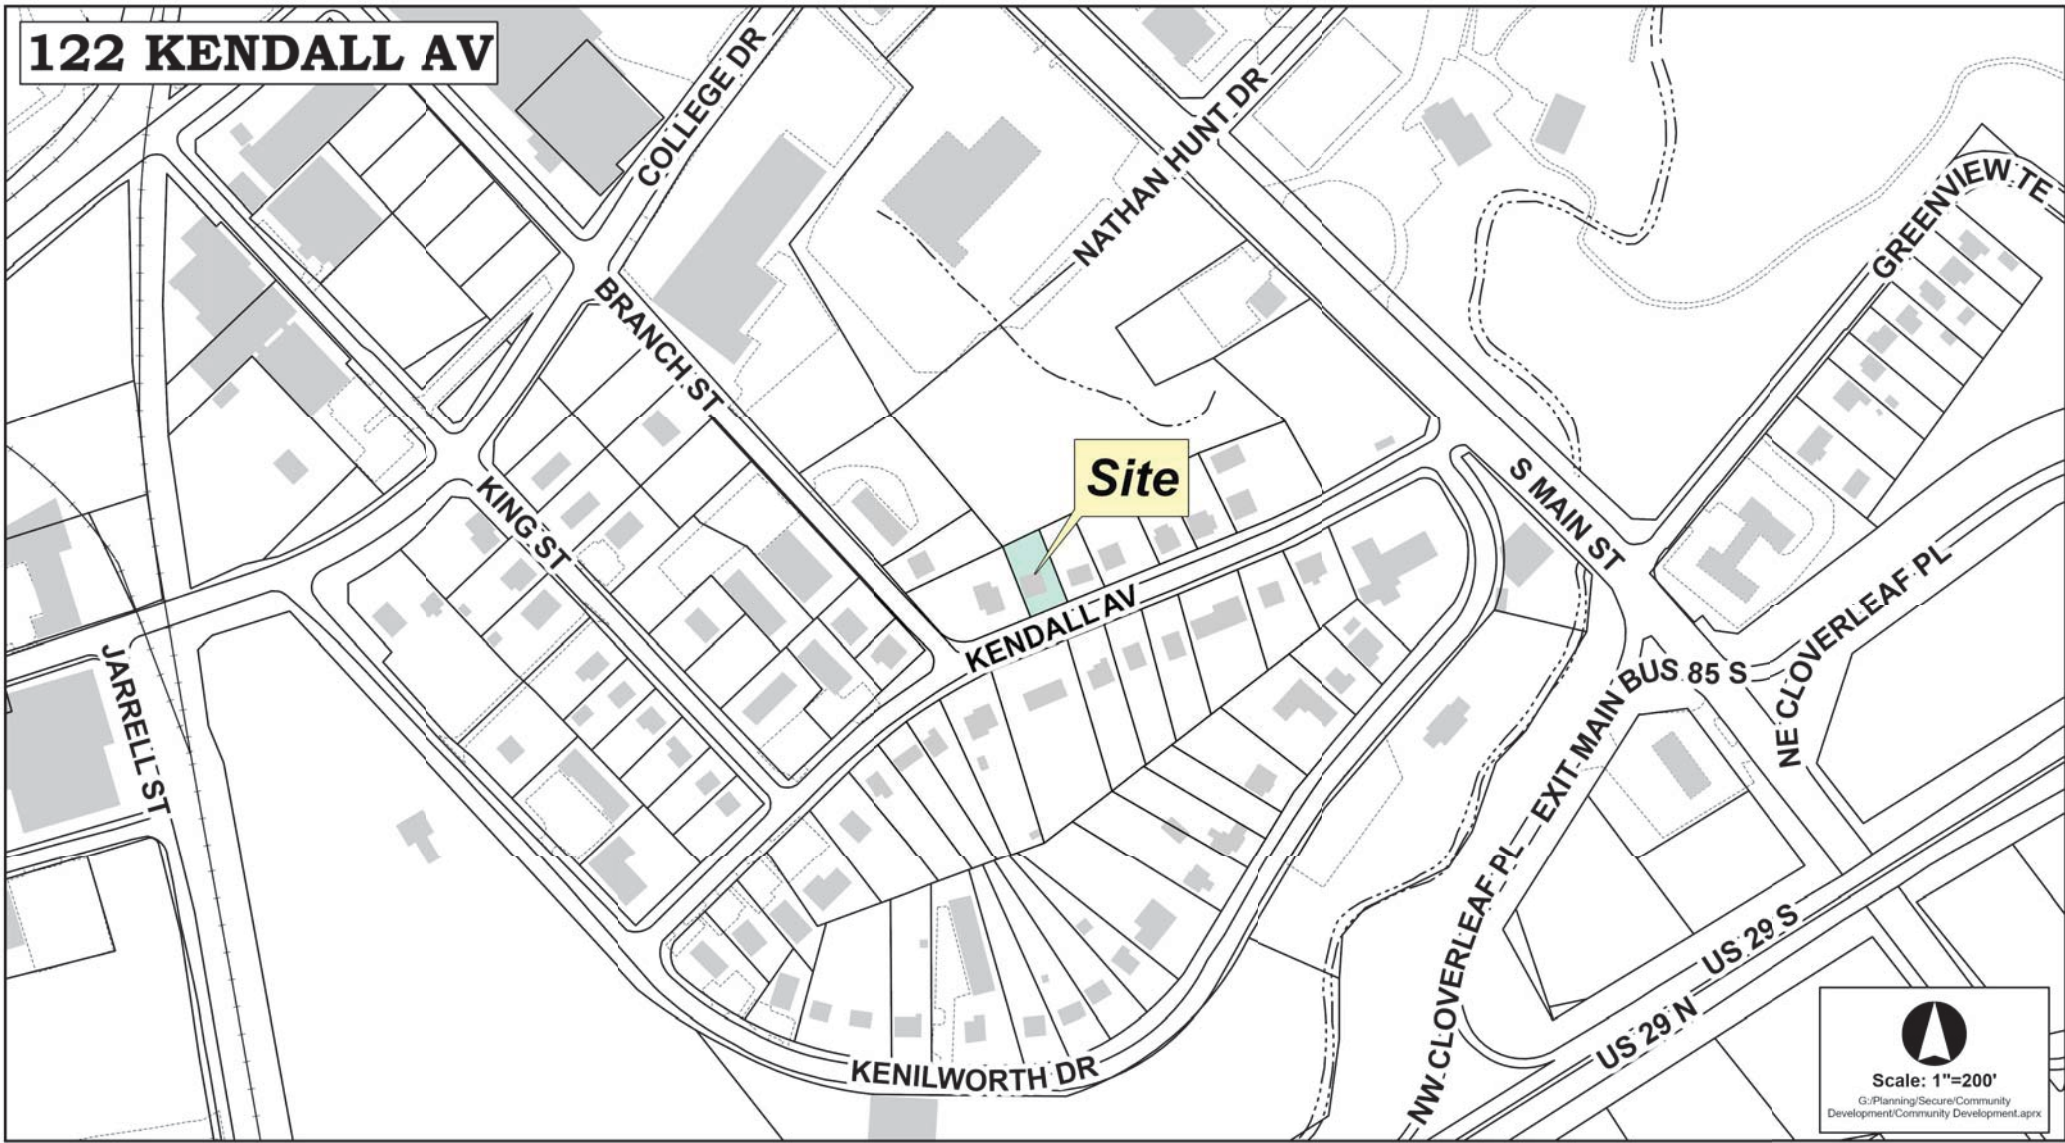 122 KENDALL AV
COLLEGE DR
NATHAN HUNT DR
GREENVIEW TE
BRANCH ST
Site
S MAIN ST
KING ST
KENDALL AV
NE CLOVERLEAF PL
JARRELL ST
EXIT MAIN BUS 85 S
NW CLOVERLEAF PL
US 29 S
US 29 N
KENILWORTH DR
Scale: 1"=200'
G:/Planning/Secure/Community
Development/Community Development.aprx